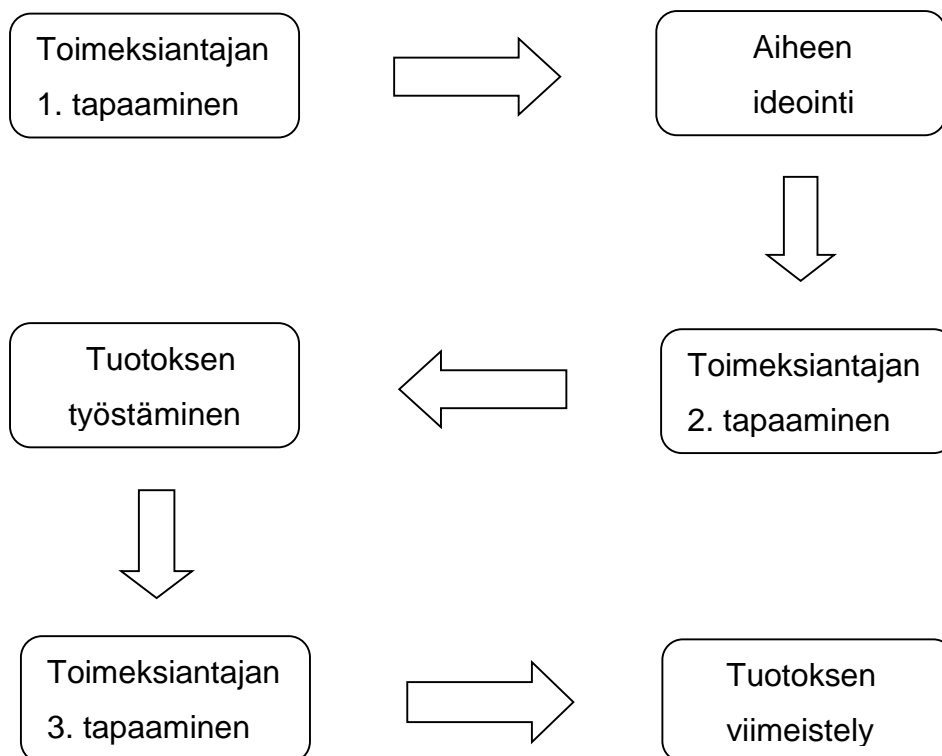 Toimeksiantajan
1. tapaaminen
Aiheen
ideointi
Toimeksiantajan
2. tapaaminen
Tuotoksen
työstäminen
Toimeksiantajan
3. tapaaminen
Tuotoksen
viimeistely